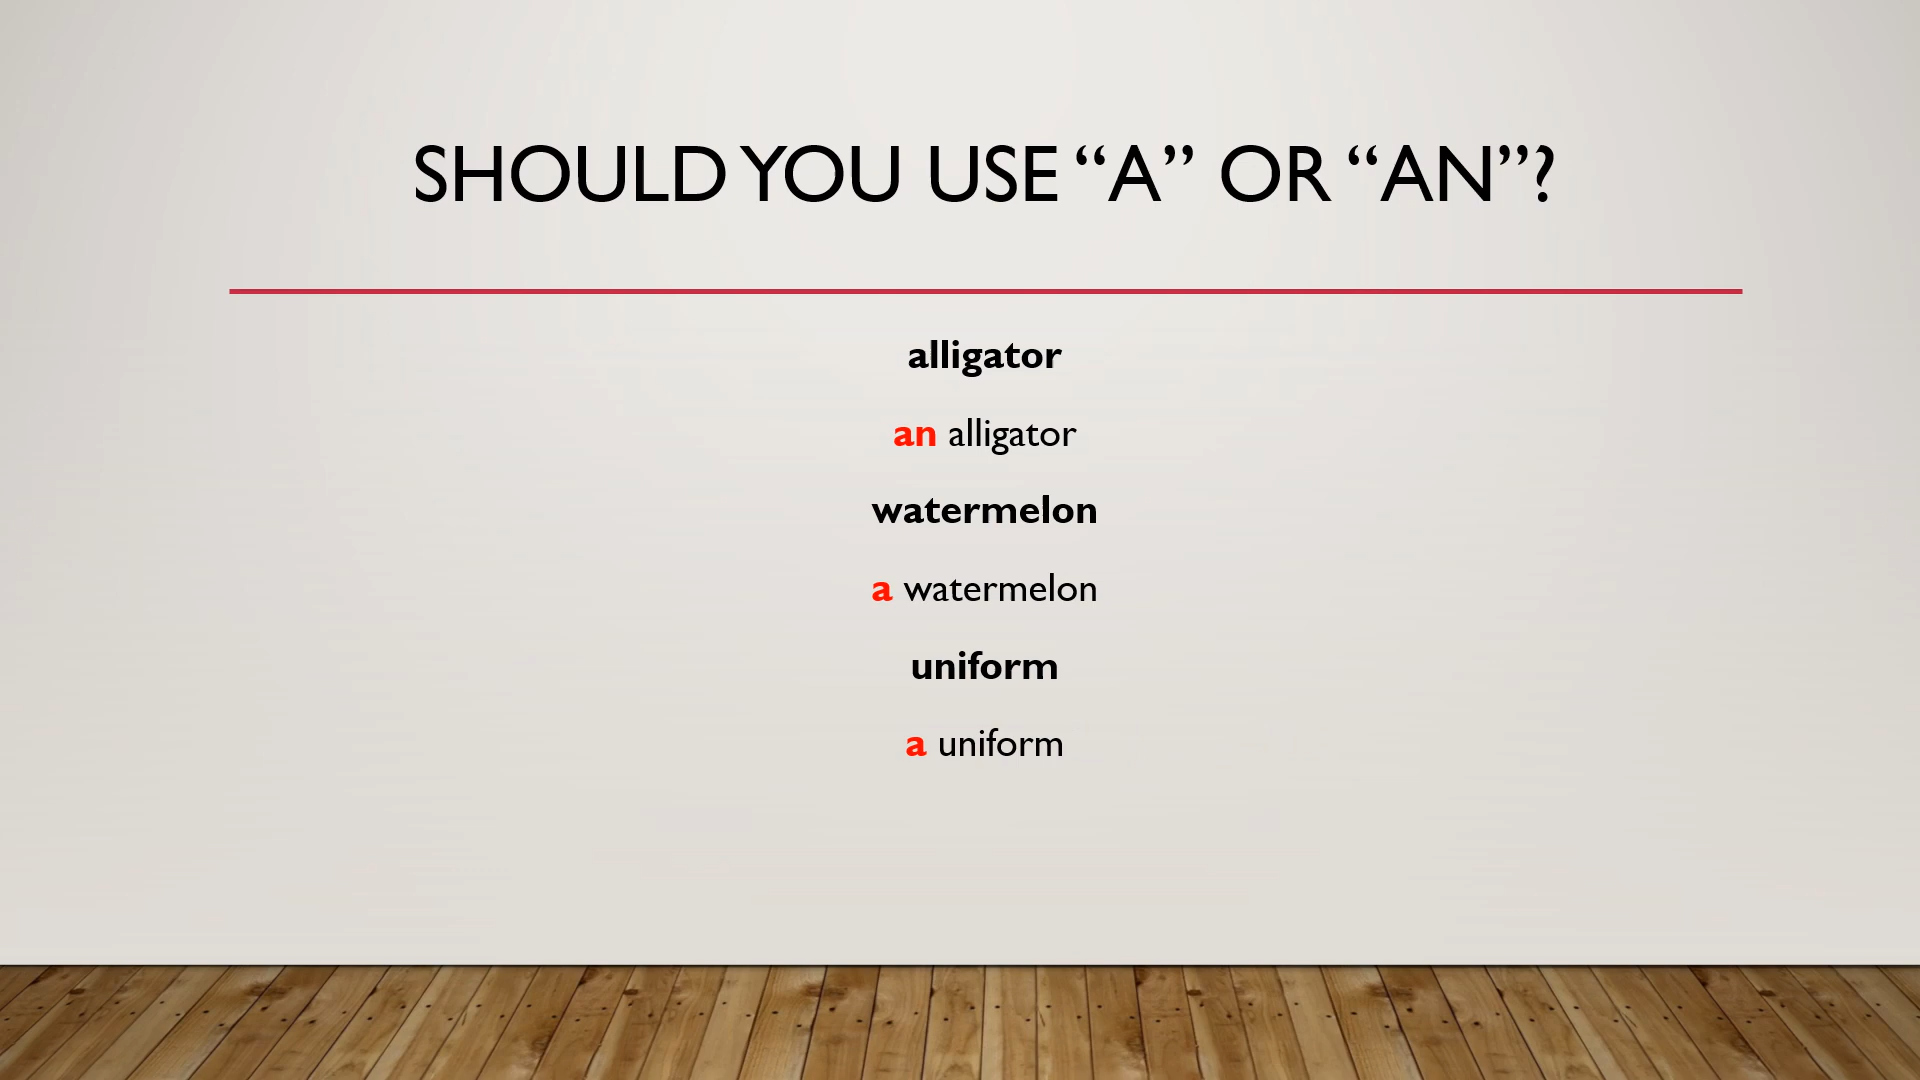 SHOULD YOU USE “A” OR “AN”?
alligator
an alligator
watermelon
a watermelon
uniform
a uniform